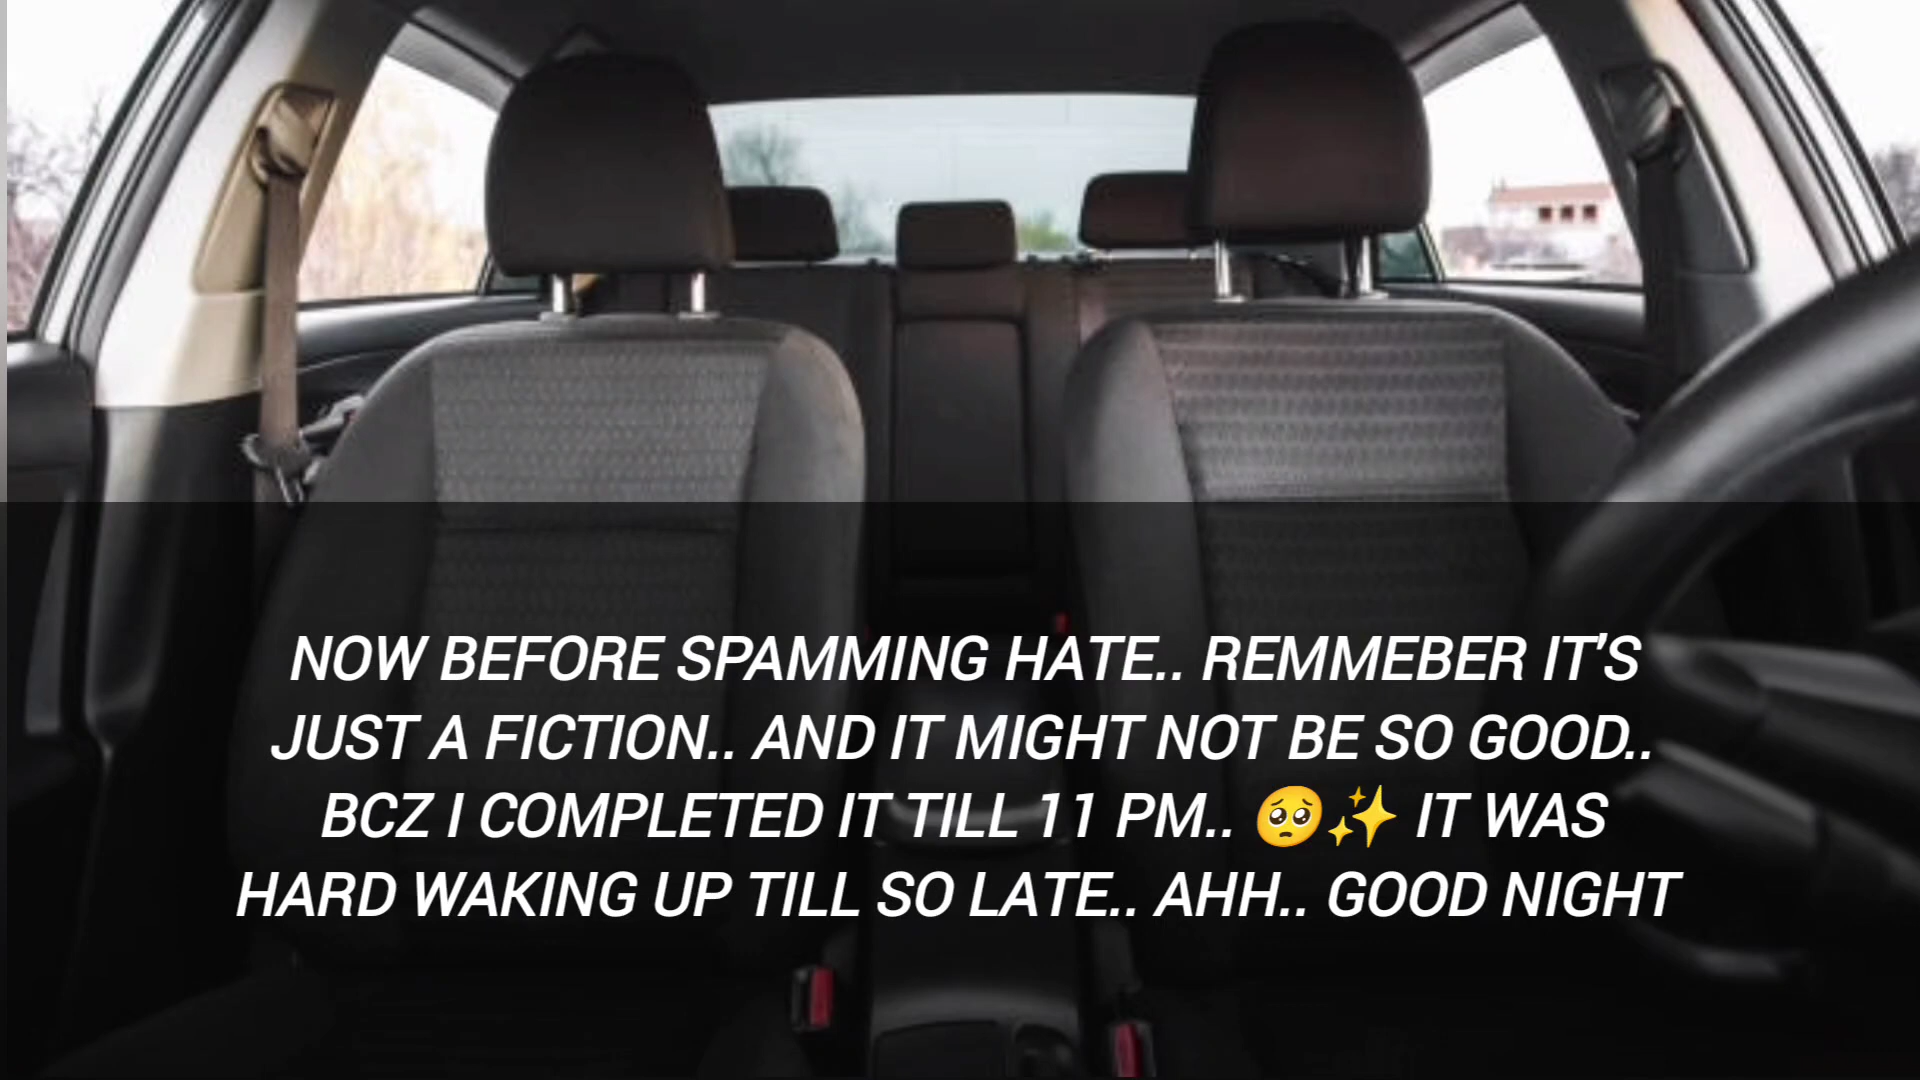 NOW BEFORE SPAMMING HATE.. REMMEBER IT'S
JUST A FICTION.. AND IT MIGHT NOT BE SO GOOD..
BCZ I COMPLETED IT TILL 11 PM.. 🥺✨ IT WAS
HARD WAKING UP TILL SO LATE.. AHH.. GOOD NIGHT